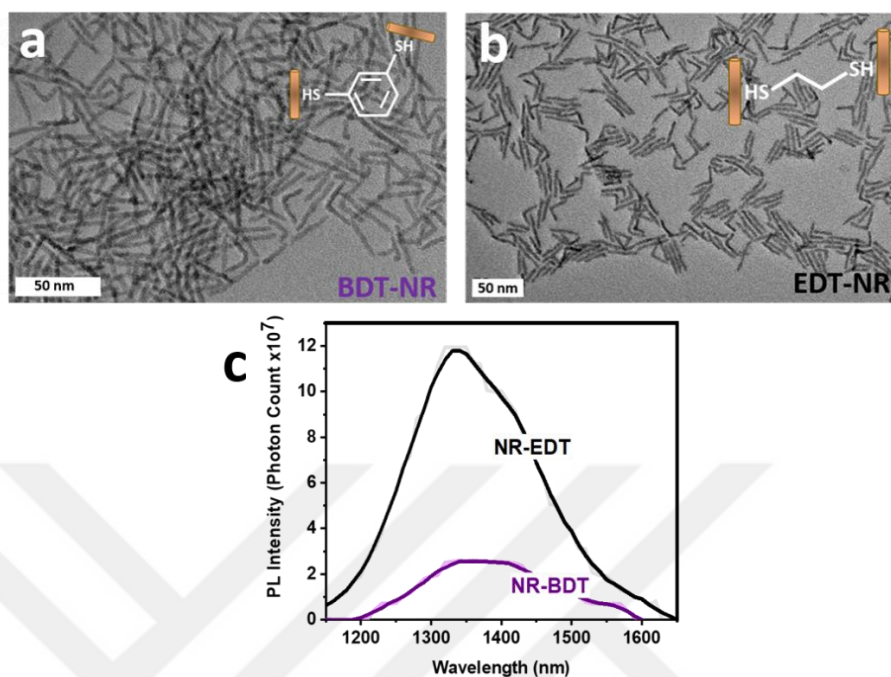 a
SH
HS
50 nm
BDT-NR
b
SH
HS
50 nm
EDT-NR
c
PL Intensity (Photon Count x10⁷)
12
10
8
6
4
2
0
NR-EDT
NR-BDT
1200 1300 1400 1500 1600
Wavelength (nm)